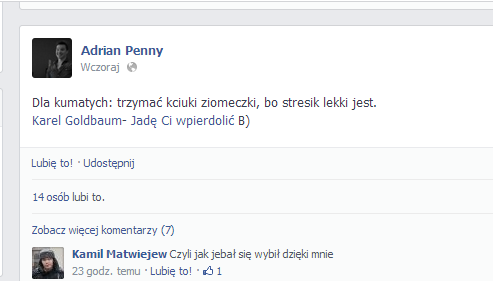 Adrian Penny
Wczoraj
Dla kumatych: trzymać kciuki ziomeczki, bo stresik lekki jest.
Karel Goldbaum- Jadę Ci wpierdolić B)
Lubię to! · Udostępnij
14 osób lubi to.
Zobacz więcej komentarzy (7)
Kamil Matwiejew Czyli jak jebał się wybił dzięki mnie
23 godz. temu · Lubię to! · 1